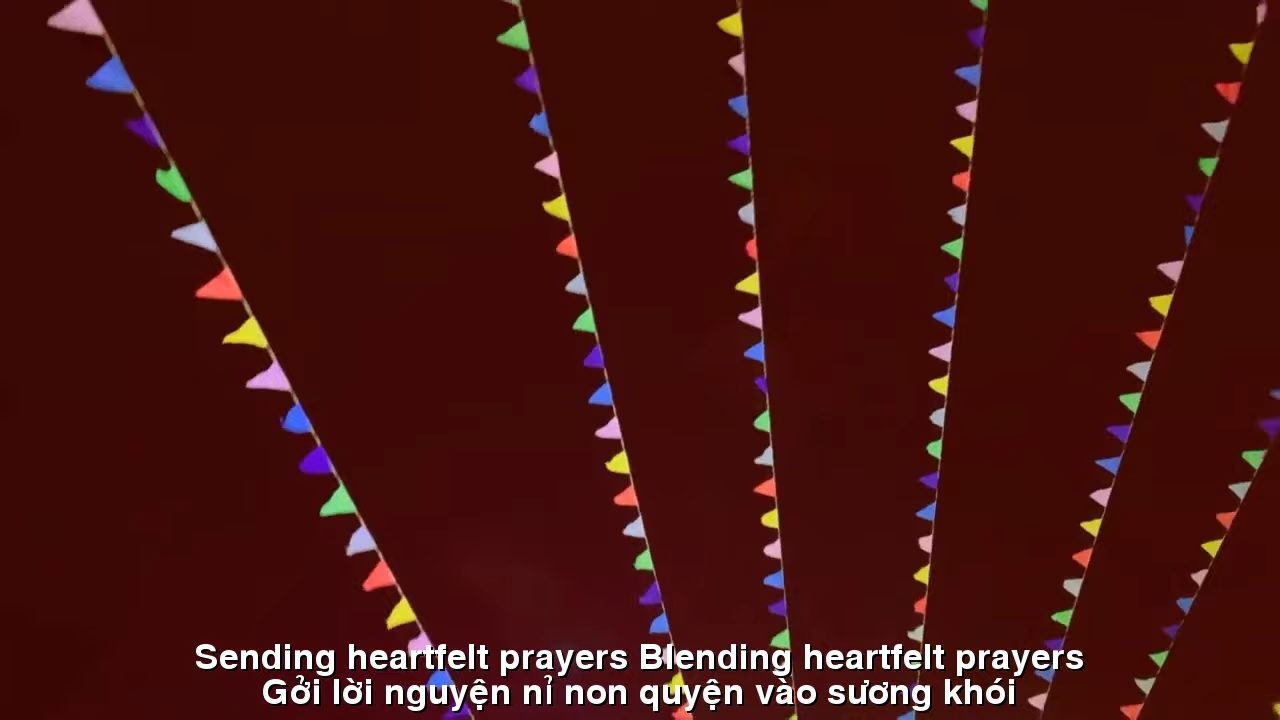 Sending heartfelt prayers Blending heartfelt prayers
Gởi lời nguyện nỉ non quyện vào sương khói